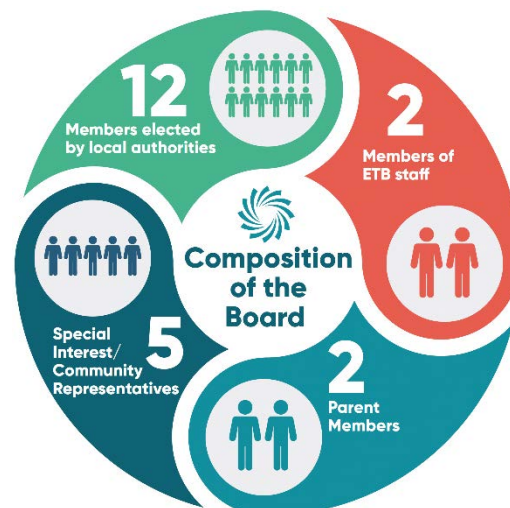 12
Members elected
by local authorities
2
Members of
ETB staff
Composition
of the
Board
Special
Interest/
Community
Representatives
5
2
Parent
Members